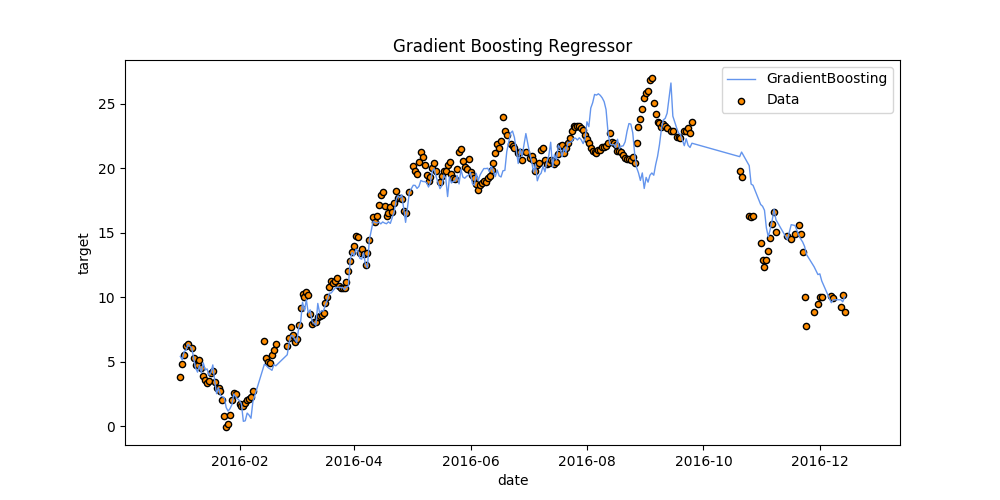 Gradient Boosting Regressor
GradientBoosting
Data
25
20
15
10
5
0
target
2016-02 2016-04 2016-06 2016-08 2016-10 2016-12
date